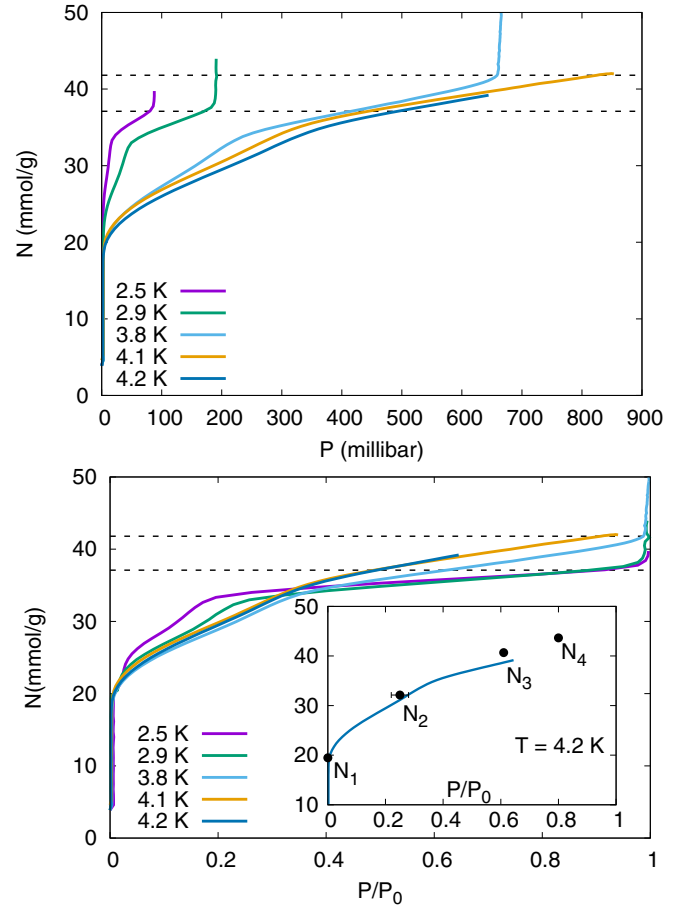 50
40
30
20
10
0
N (mmol/g)
2.5 K
2.9 K
3.8 K
4.1 K
4.2 K
0 100 200 300 400 500 600 700 800 900
P (millibar)
50
40
30
20
10
0
N(mmol/g)
2.5 K
2.9 K
3.8 K
4.1 K
4.2 K
50
40
30
20
10
N₁
N₂
N₃
N₄
T = 4.2 K
P/P₀
0 0.2 0.4 0.6 0.8 1
0 0.2 0.4 0.6 0.8 1
P/P₀